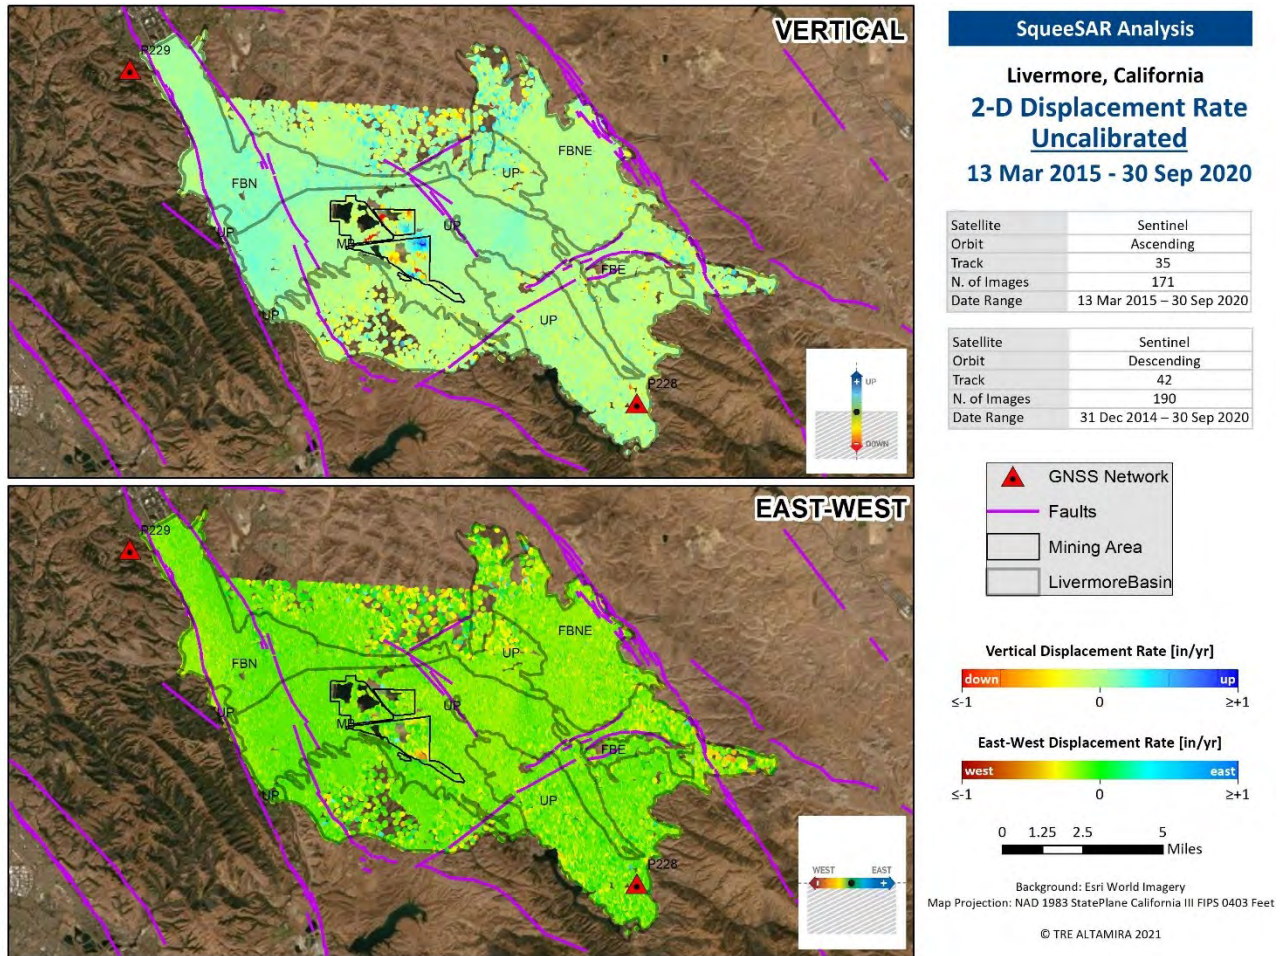 VERTICAL
P229
FBNE
UP
FBN
UP
UP
MB
FBE
UP
UP
P228
+ UP
- DOWN
EAST-WEST
P229
FBNE
UP
FBN
UP
UP
MB
FBE
UP
UP
P228
WEST EAST
- +
SqueeSAR Analysis
Livermore, California
2-D Displacement Rate
Uncalibrated
13 Mar 2015 - 30 Sep 2020
Satellite Sentinel
Orbit Ascending
Track 35
N. of Images 171
Date Range 13 Mar 2015 – 30 Sep 2020
Satellite Sentinel
Orbit Descending
Track 42
N. of Images 190
Date Range 31 Dec 2014 – 30 Sep 2020
GNSS Network
Faults
Mining Area
LivermoreBasin
Vertical Displacement Rate [in/yr]
down up
≤-1 0 ≥+1
East-West Displacement Rate [in/yr]
west east
≤-1 0 ≥+1
0 1.25 2.5 5
Miles
Background: Esri World Imagery
Map Projection: NAD 1983 StatePlane California III FIPS 0403 Feet
© TRE ALTAMIRA 2021